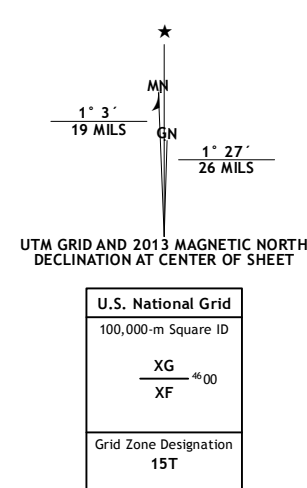 ★
MN
1° 3´
19 MILS
GN
1° 27´
26 MILS
UTM GRID AND 2013 MAGNETIC NORTH
DECLINATION AT CENTER OF SHEET
U.S. National Grid
100,000-m Square ID
XG
4600
XF
Grid Zone Designation
15T